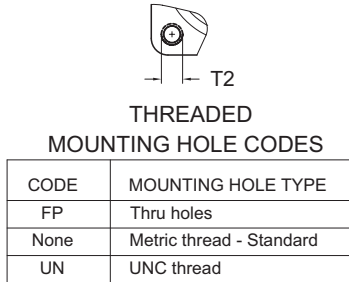 T2
THREADED
MOUNTING HOLE CODES
CODE MOUNTING HOLE TYPE
FP Thru holes
None Metric thread - Standard
UN UNC thread